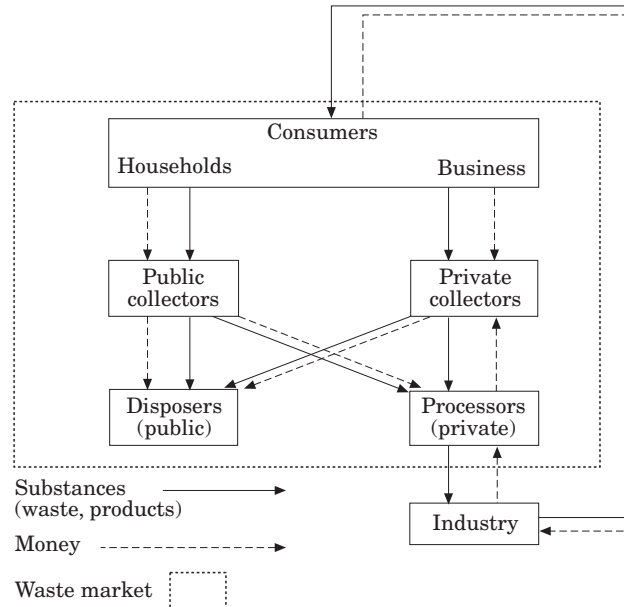 Consumers
Households
Business
Public
collectors
Private
collectors
Disposers
(public)
Processors
(private)
Substances
(waste, products)
Industry
Money
Waste market